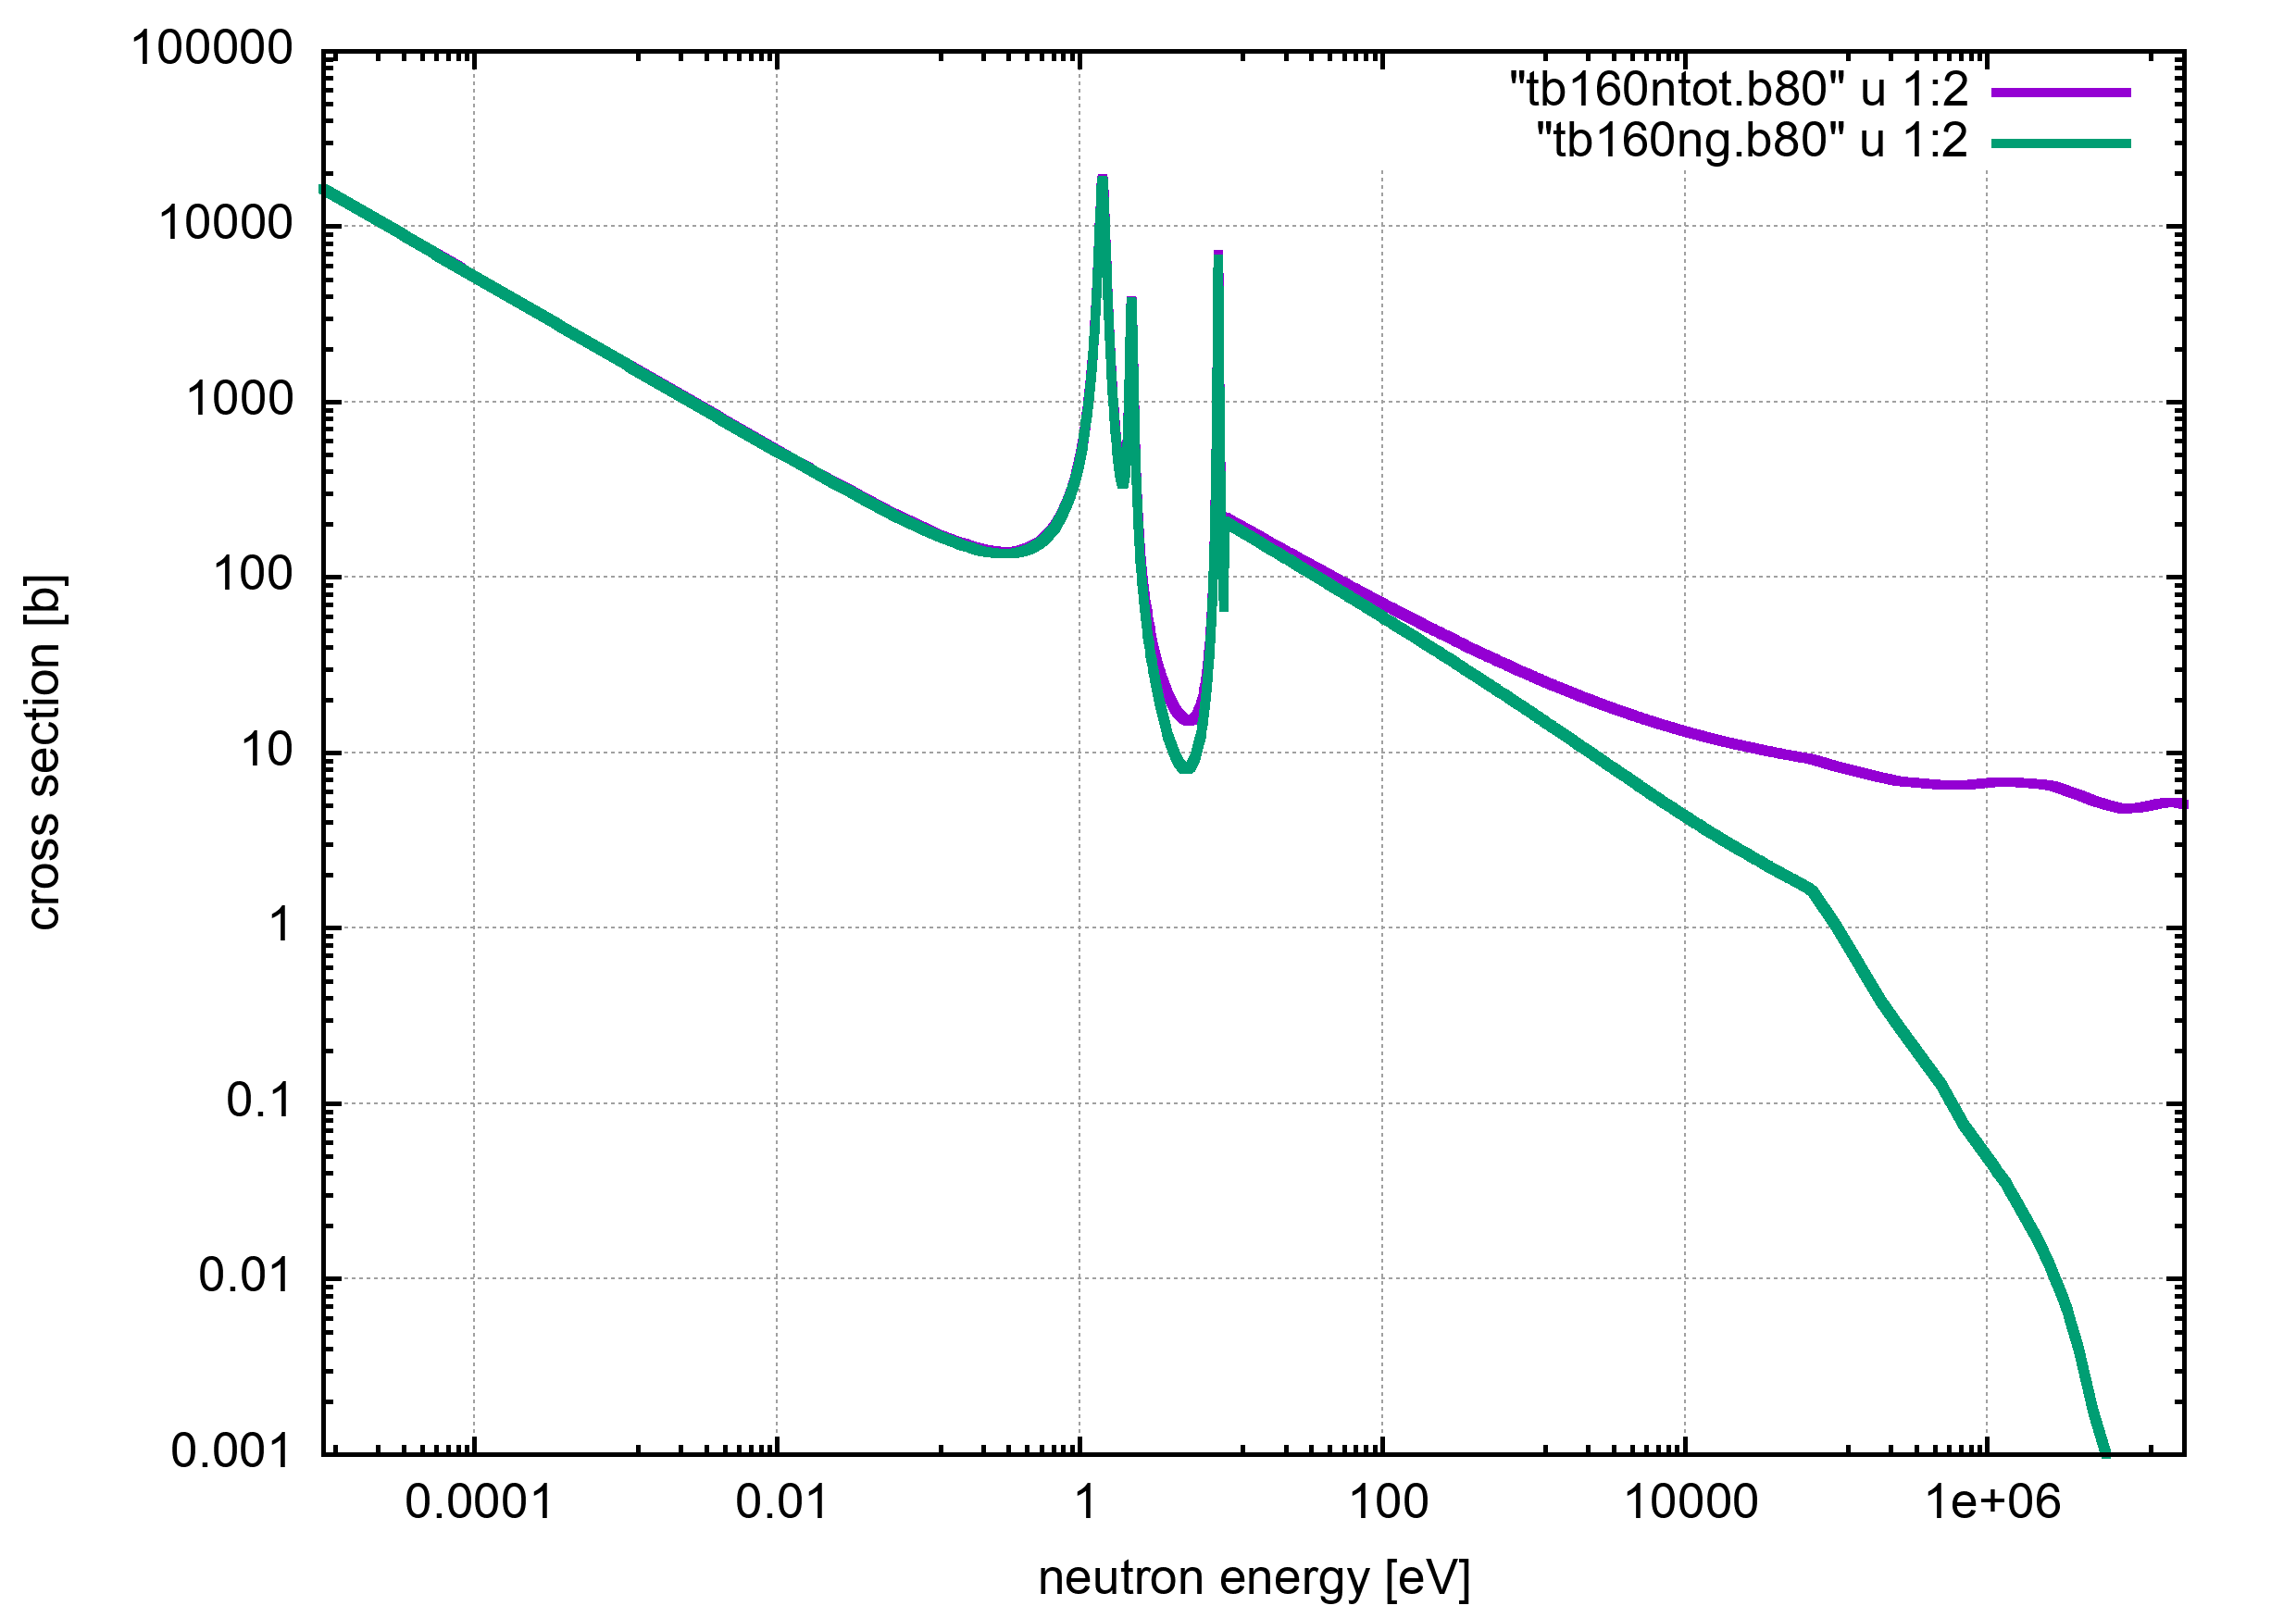 100000
10000
1000
100
10
1
0.1
0.01
0.001
cross section [b]
"tb160ntot.b80" u 1:2
"tb160ng.b80" u 1:2
0.0001 0.01 1 100 10000 1e+06
neutron energy [eV]